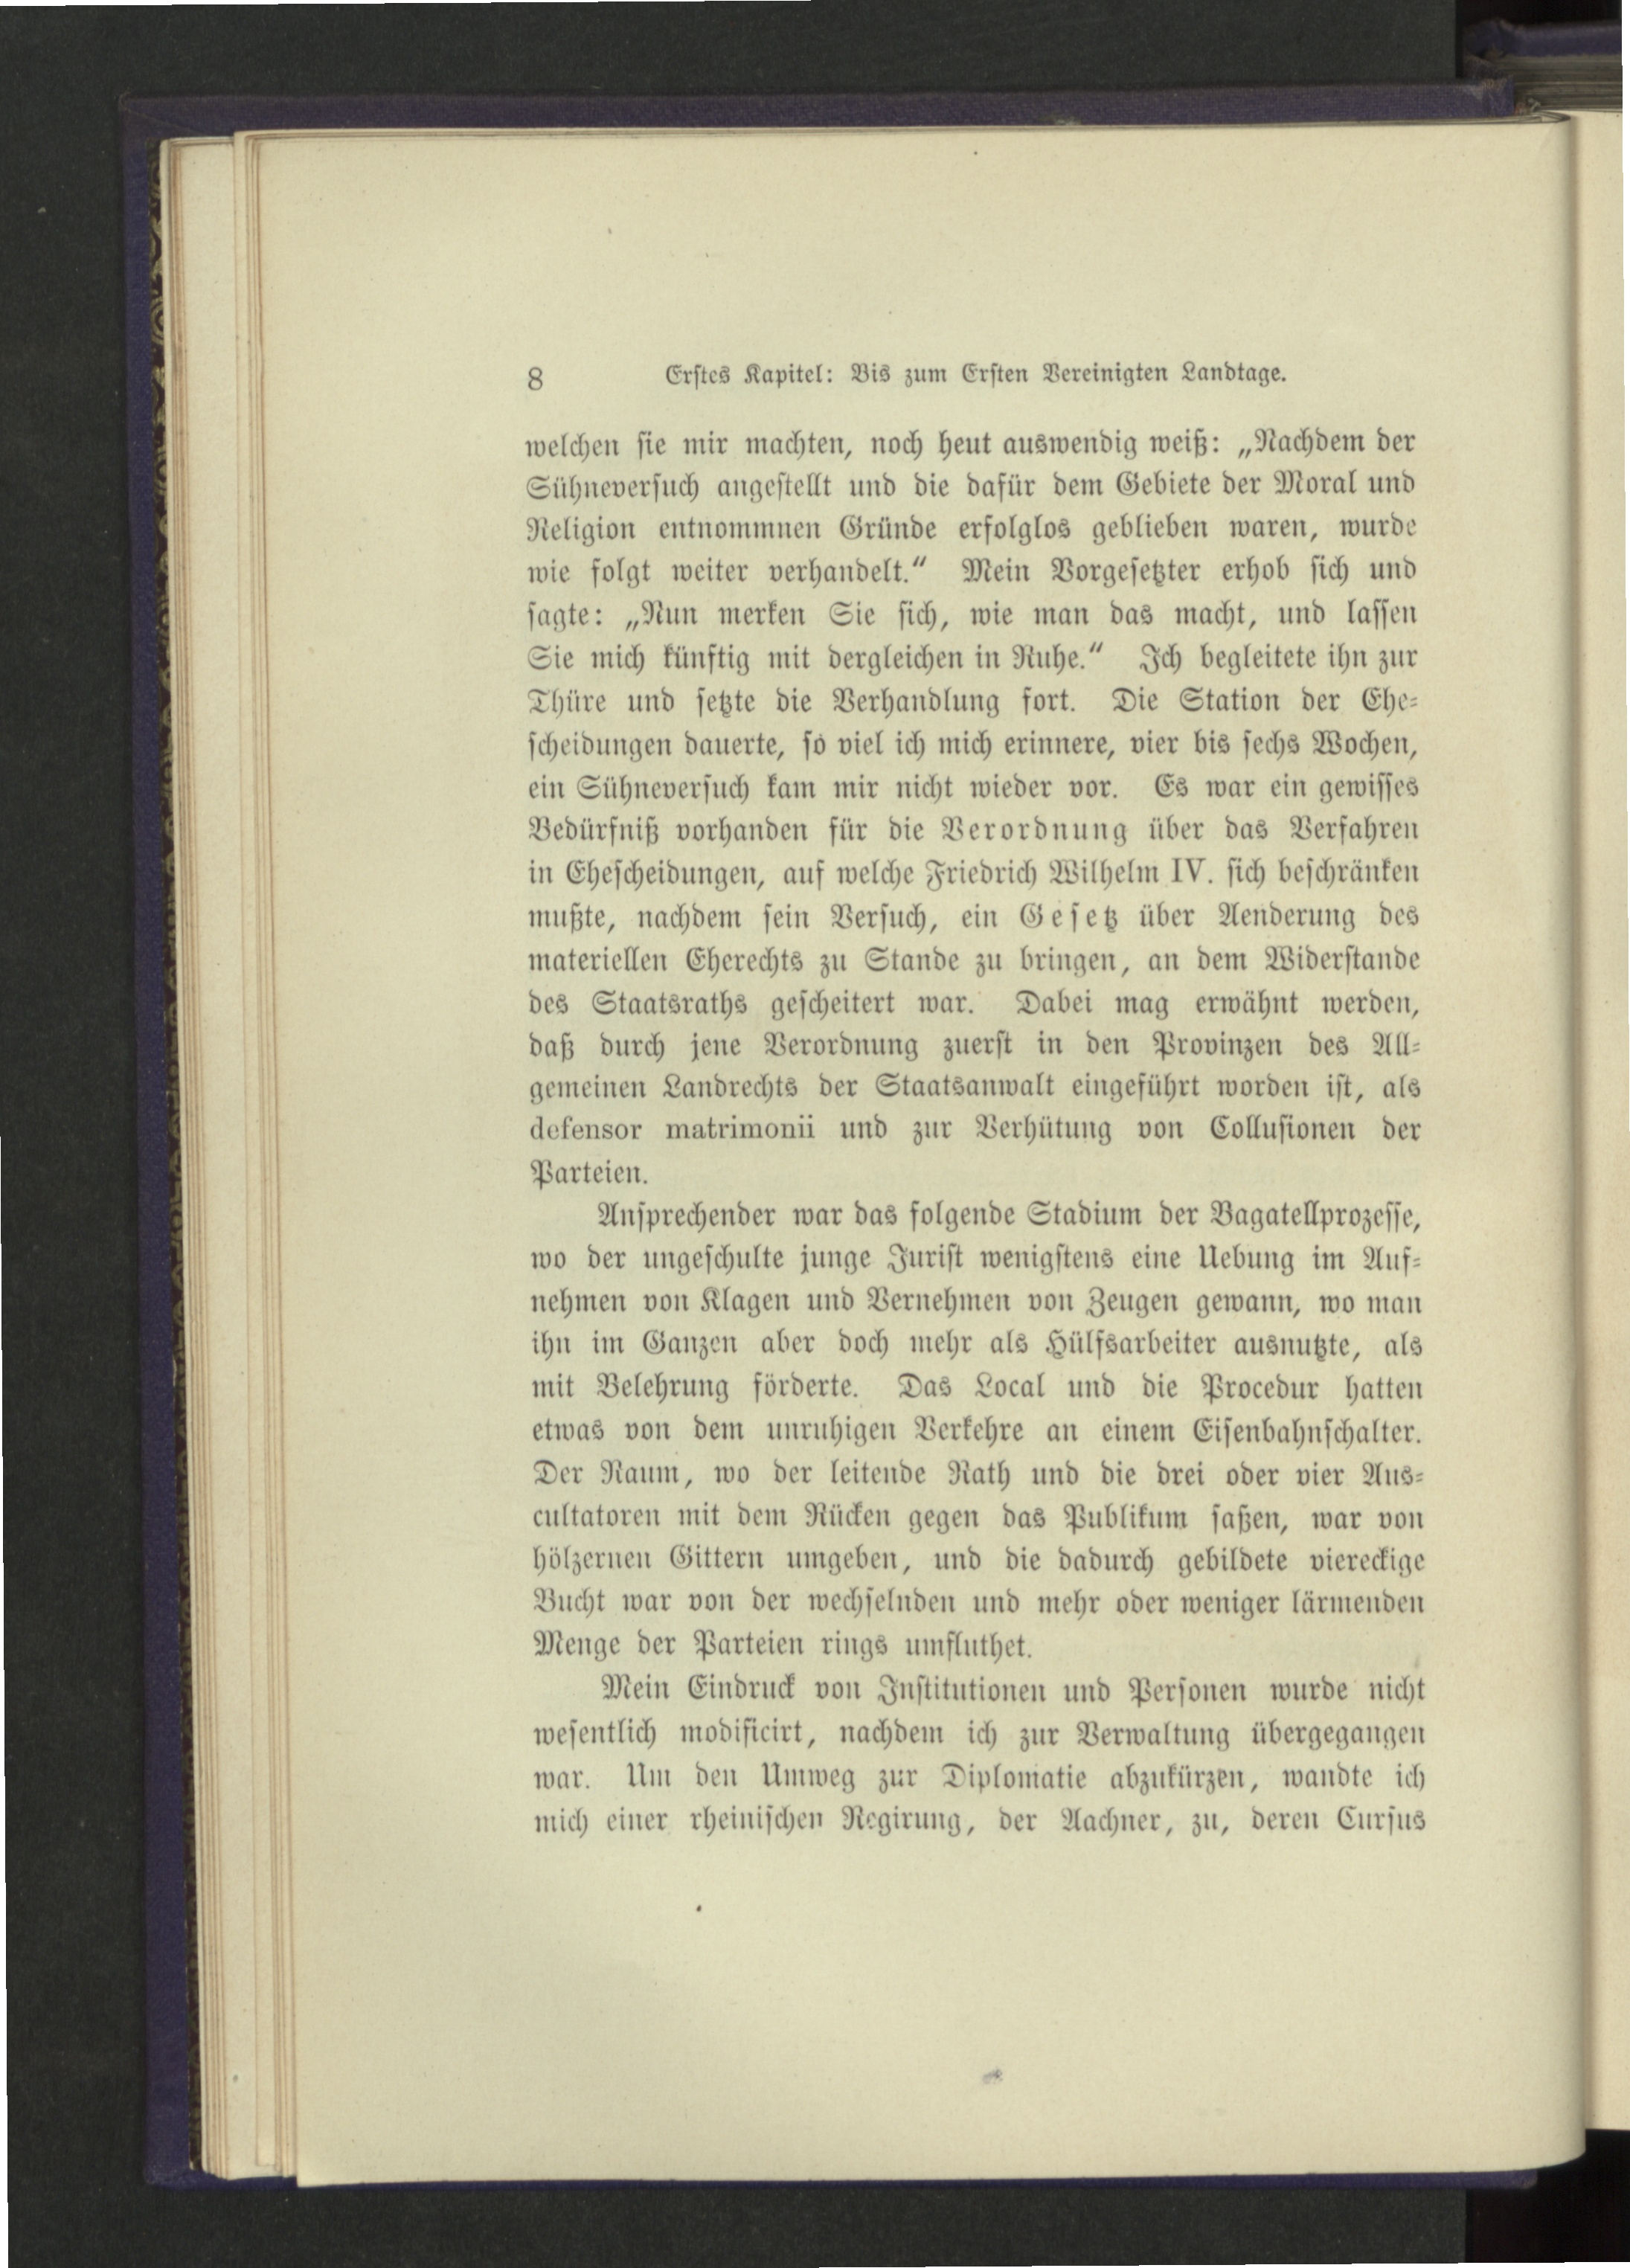 8 Erstes Kapitel: Bis zum Ersten Vereinigten Landtage.
welchen sie mir machten, noch heut auswendig weiß: „Nachdem der
Sühneversuch angestellt und die dafür dem Gebiete der Moral und
Religion entnommnen Gründe erfolglos geblieben waren, wurde
wie folgt weiter verhandelt.“ Mein Vorgesetzter erhob sich und
sagte: „Nun merken Sie sich, wie man das macht, und lassen
Sie mich künftig mit dergleichen in Ruhe.“ Ich begleitete ihn zur
Thüre und setzte die Verhandlung fort. Die Station der Ehe-
scheidungen dauerte, so viel ich mich erinnere, vier bis sechs Wochen,
ein Sühneversuch kam mir nicht wieder vor. Es war ein gewisses
Bedürfniß vorhanden für die Verordnung über das Verfahren
in Ehescheidungen, auf welche Friedrich Wilhelm IV. sich beschränken
mußte, nachdem sein Versuch, ein Gesetz über Aenderung des
materiellen Eherechts zu Stande zu bringen, an dem Widerstande
des Staatsraths gescheitert war. Dabei mag erwähnt werden,
daß durch jene Verordnung zuerst in den Provinzen des All-
gemeinen Landrechts der Staatsanwalt eingeführt worden ist, als
defensor matrimonii und zur Verhütung von Collusionen der
Parteien.
Ansprechender war das folgende Stadium der Bagatellprozesse,
wo der ungeschulte junge Jurist wenigstens eine Uebung im Auf-
nehmen von Klagen und Vernehmen von Zeugen gewann, wo man
ihn im Ganzen aber doch mehr als Hülfsarbeiter ausnutzte, als
mit Belehrung förderte. Das Local und die Procedur hatten
etwas von dem unruhigen Verkehre an einem Eisenbahnschalter.
Der Raum, wo der leitende Rath und die drei oder vier Aus-
cultatoren mit dem Rücken gegen das Publikum saßen, war von
hölzernen Gittern umgeben, und die dadurch gebildete viereckige
Bucht war von der wechselnden und mehr oder weniger lärmenden
Menge der Parteien rings umfluthet.
Mein Eindruck von Institutionen und Personen wurde nicht
wesentlich modificirt, nachdem ich zur Verwaltung übergegangen
war. Um den Umweg zur Diplomatie abzukürzen, wandte ich
mich einer rheinischen Regirung, der Aachner, zu, deren Cursus